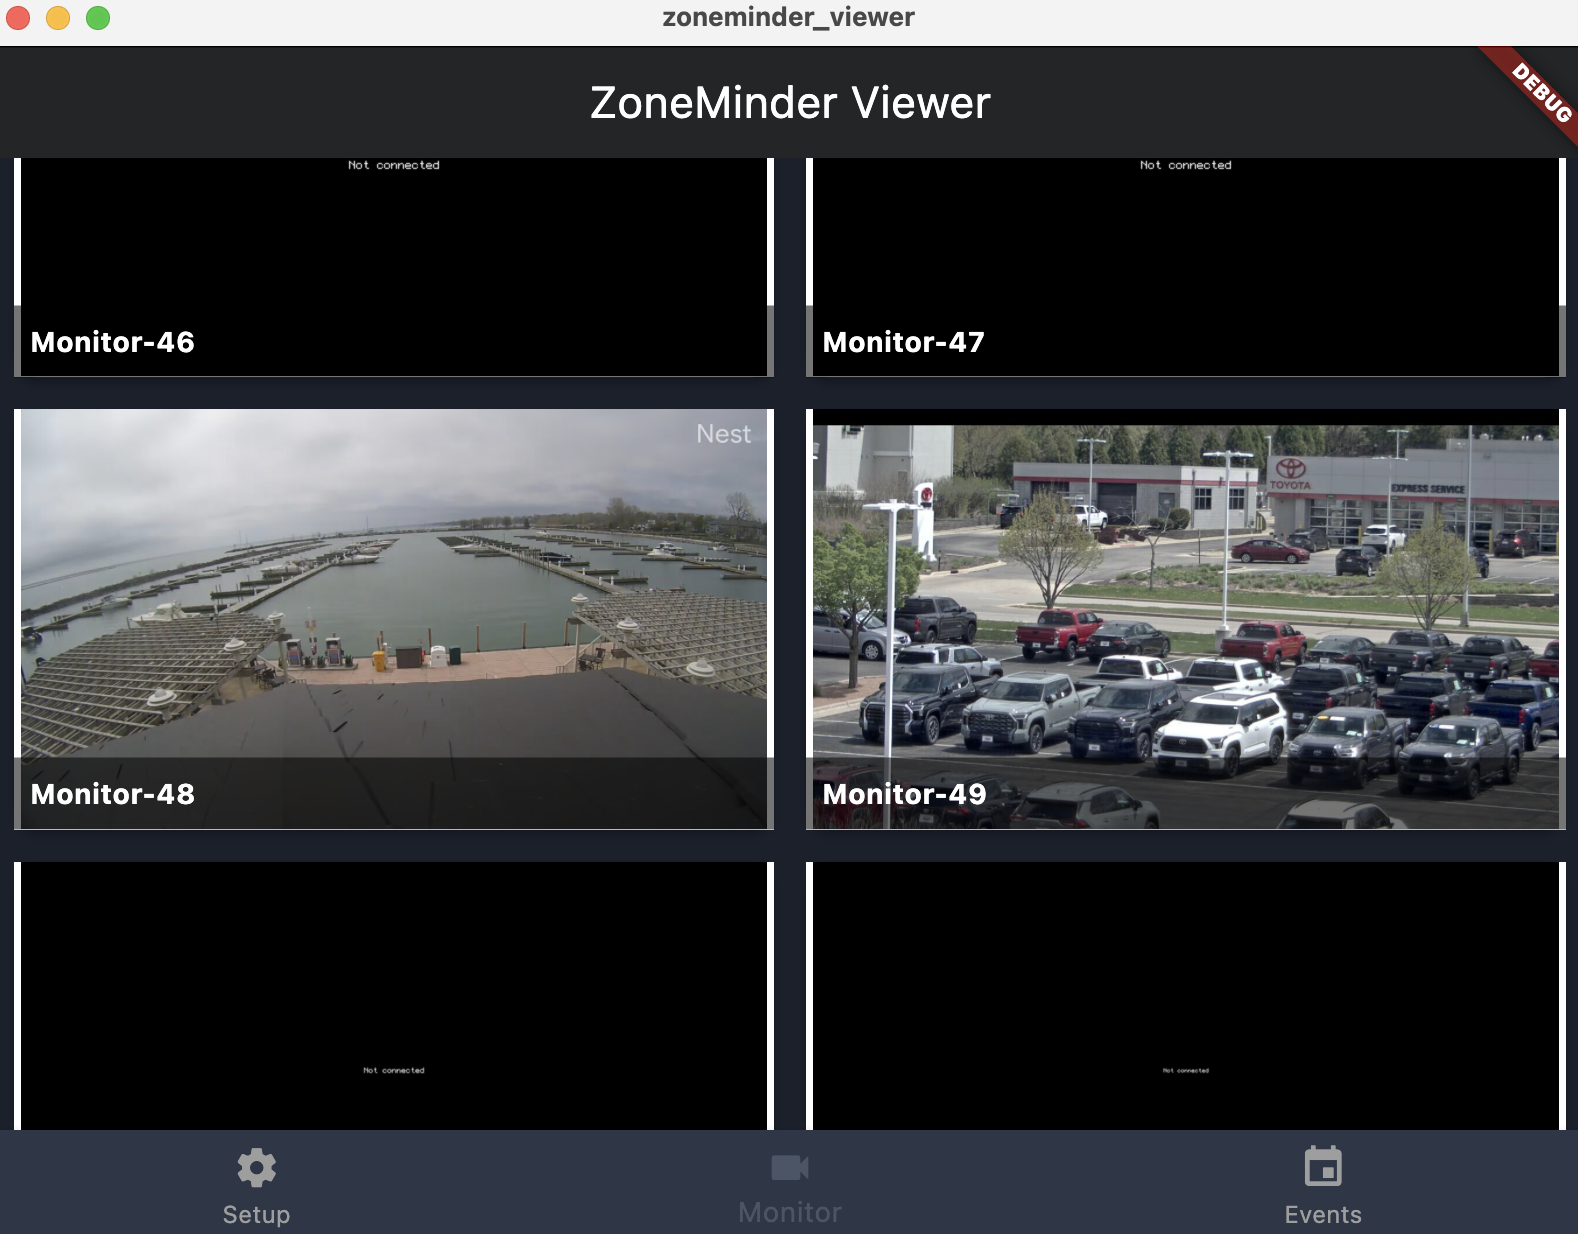 zoneminder_viewer
ZoneMinder Viewer
DEBUG
Not connected
Not connected
Monitor-46
Monitor-47
Nest
TOYOTA
EXPRESS SERVICE
Monitor-48
Monitor-49
Not connected
Not connected
Setup
Monitor
Events